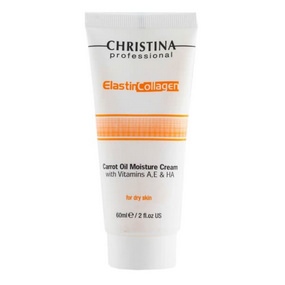 CHRISTINA
professional
ElastinCollagen
Carrot Oil Moisture Cream
with Vitamins A,E & HA
for dry skin
60ml / 2 fl.oz US